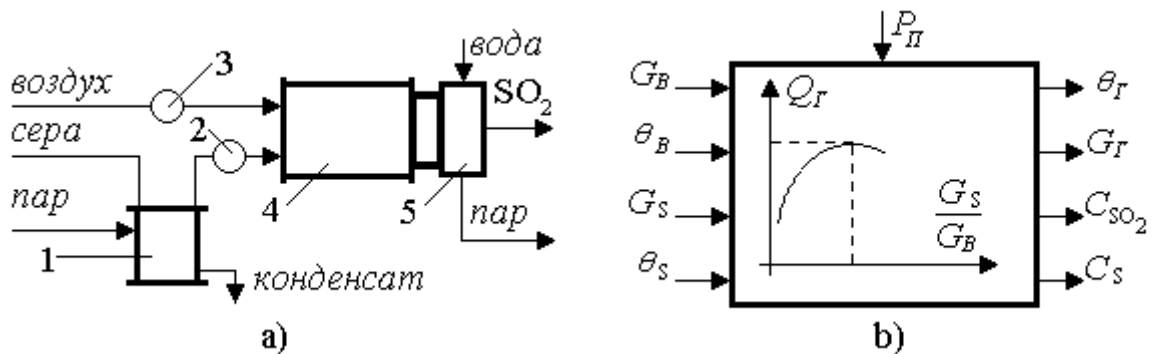 воздух
3
сера
2
пар
1
конденсат
4
5
вода
SO₂
пар
a)
P_П
G_B
θ_B
G_S
θ_S
Q_Г
G_S
G_B
θ_Г
G_Г
C_SO₂
C_S
b)